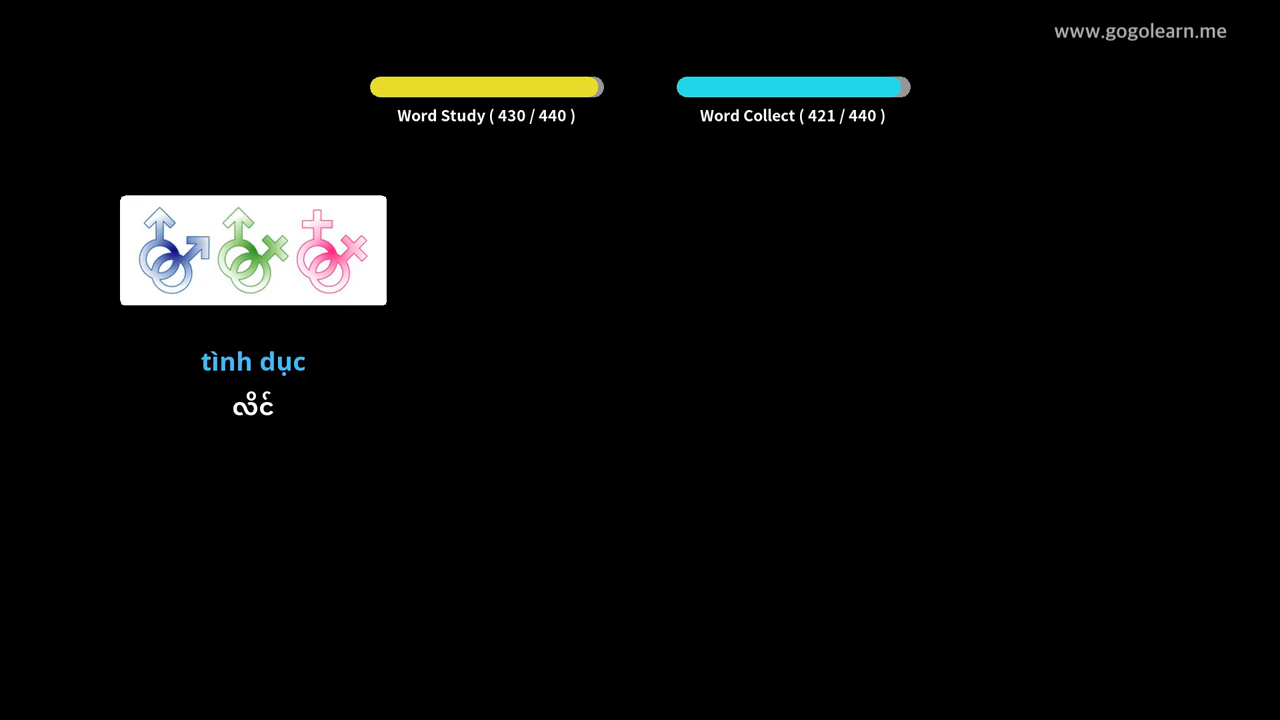 www.gogolearn.me
Word Study ( 430 / 440 )
Word Collect ( 421 / 440 )
tình dục
လိင်